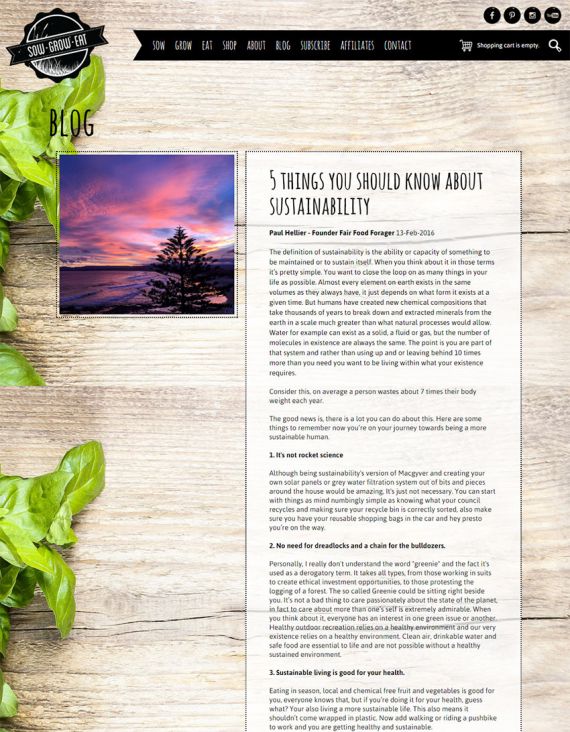 SOW·GROW·EAT
SOW GROW EAT SHOP ABOUT BLOG SUBSCRIBE AFFILIATES CONTACT Shopping cart is empty.
BLOG
5 THINGS YOU SHOULD KNOW ABOUT
SUSTAINABILITY
Paul Hellier - Founder Fair Food Forager 13-Feb-2016
The definition of sustainability is the ability or capacity of something to
be maintained or to sustain itself. When you think about it in those terms
it's pretty simple. You want to close the loop on as many things in your
life as possible. Almost every element on earth exists in the same
volumes as they always have, it just depends on what form it exists at a
given time. But humans have created new chemical compositions that
take thousands of years to break down and extracted minerals from the
earth in a scale much greater than what natural processes would allow.
Water for example can exist as a solid, a fluid or gas, but the number of
molecules in existence are always the same. The point is you are part of
that system and rather than using up and or leaving behind 10 times
more than you need you want to be living within what your existence
requires.
Consider this, on average a person wastes about 7 times their body
weight each year.
The good news is, there is a lot you can do about this. Here are some
things to remember now you're on your journey towards being a more
sustainable human.
1. It's not rocket science
Although being sustainability's version of Macgyver and creating your
own solar panels or grey water filtration system out of bits and pieces
around the house would be amazing, It's just not necessary. You can start
with things as mind numbingly simple as knowing what your council
recycles and making sure your recycle bin is correctly sorted, also make
sure you have your reusable shopping bags in the car and hey presto
you're on the way.
2. No need for dreadlocks and a chain for the bulldozers.
Personally, I really don't understand the word "greenie" and the fact it's
used as a derogatory term. It takes all types, from those working in suits
to create ethical investment opportunities, to those protesting the
logging of a forest. The so called Greenie could be sitting right beside
you. It's not a bad thing to care passionately about the state of the planet,
in fact to care about more than one's self is extremely admirable. When
you think about it, everyone has an interest in one green issue or another.
Healthy outdoor recreation relies on a healthy environment and our very
existence relies on a healthy environment. Clean air, drinkable water and
safe food are essential to life and are not possible without a healthy
sustained environment.
3. Sustainable living is good for your health.
Eating in season, local and chemical free fruit and vegetables is good for
you, everyone knows that, but if you're doing it for your health, guess
what? Your also living a more sustainable life. This also means it
shouldn't come wrapped in plastic. Now add walking or riding a pushbike
to work and you are getting healthy and sustainable.